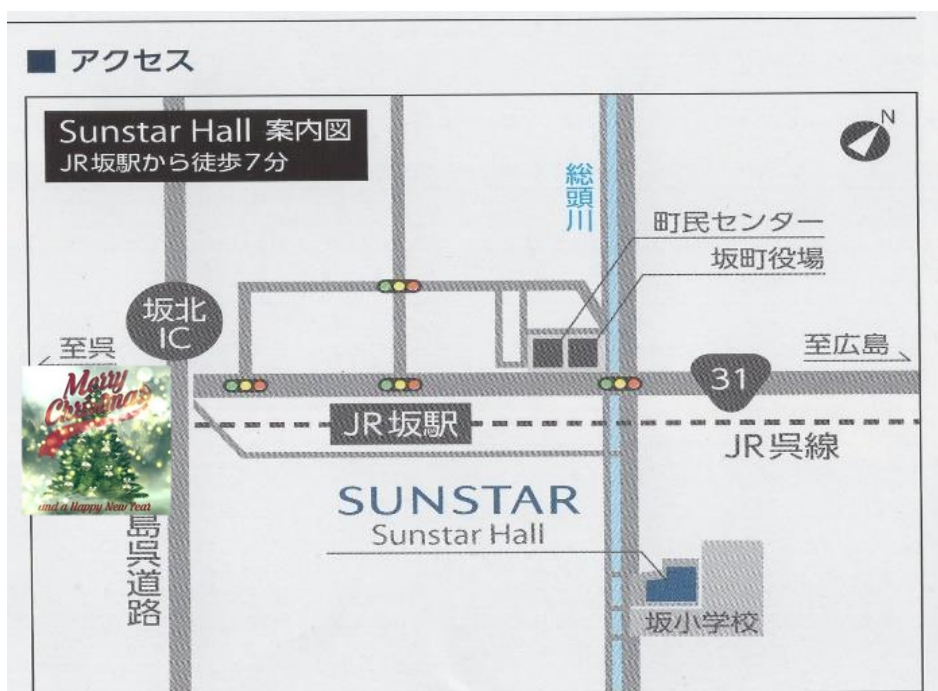 ■ アクセス
Sunstar Hall 案内図
JR坂駅から徒歩7分
N
総頭川
町民センター
坂町役場
坂北
IC
至呉
至広島
31
Merry
Christmas
and a Happy New Year
JR坂駅
JR呉線
SUNSTAR
Sunstar Hall
島呉道路
坂小学校